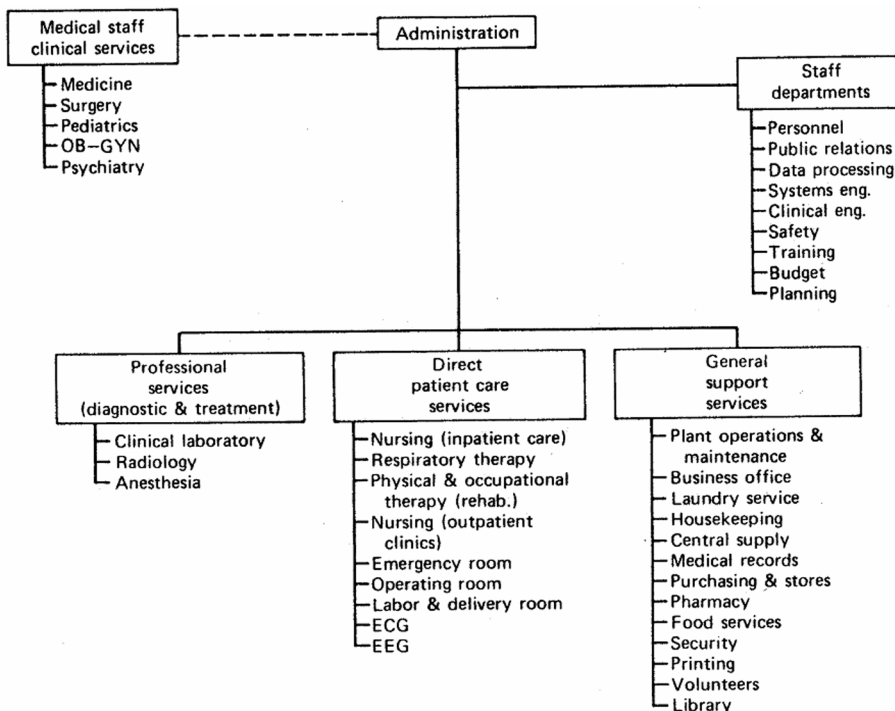 Medical staff
clinical services
Administration
Medicine
Surgery
Pediatrics
OB–GYN
Psychiatry
Staff
departments
Personnel
Public relations
Data processing
Systems eng.
Clinical eng.
Safety
Training
Budget
Planning
Professional
services
(diagnostic & treatment)
Clinical laboratory
Radiology
Anesthesia
Direct
patient care
services
Nursing (inpatient care)
Respiratory therapy
Physical & occupational
therapy (rehab.)
Nursing (outpatient
clinics)
Emergency room
Operating room
Labor & delivery room
ECG
EEG
General
support
services
Plant operations &
maintenance
Business office
Laundry service
Housekeeping
Central supply
Medical records
Purchasing & stores
Pharmacy
Food services
Security
Printing
Volunteers
Library